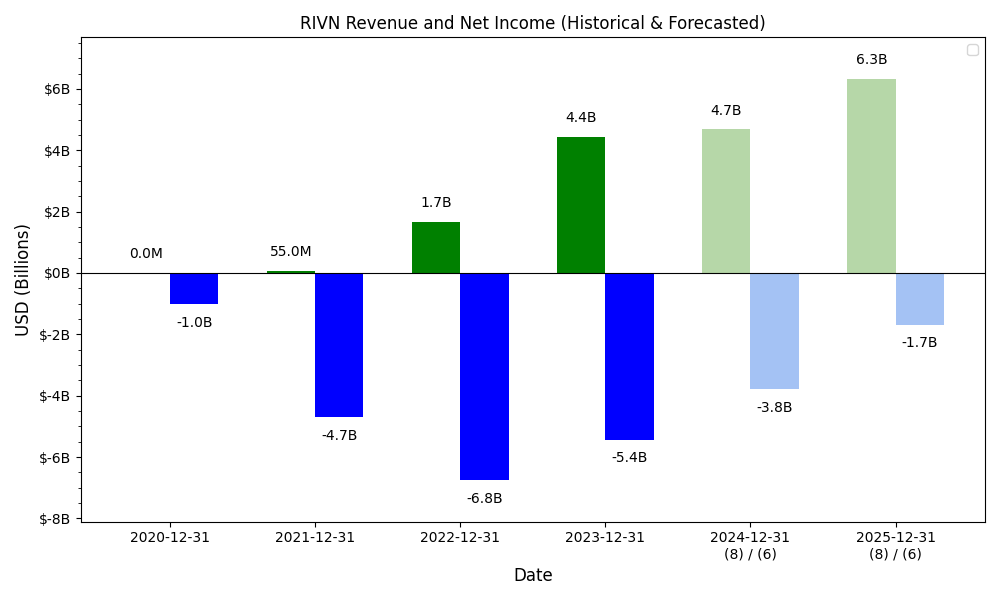 RIVN Revenue and Net Income (Historical & Forecasted)
6.3B
$6B
4.7B
4.4B
$4B
1.7B
$2B
0.0M
55.0M
$0B
-1.0B
-1.7B
$-2B
-3.8B
$-4B
-4.7B
-5.4B
$-6B
-6.8B
$-8B
USD (Billions)
2020-12-31 2021-12-31 2022-12-31 2023-12-31 2024-12-31 2025-12-31
(8) / (6) (8) / (6)
Date